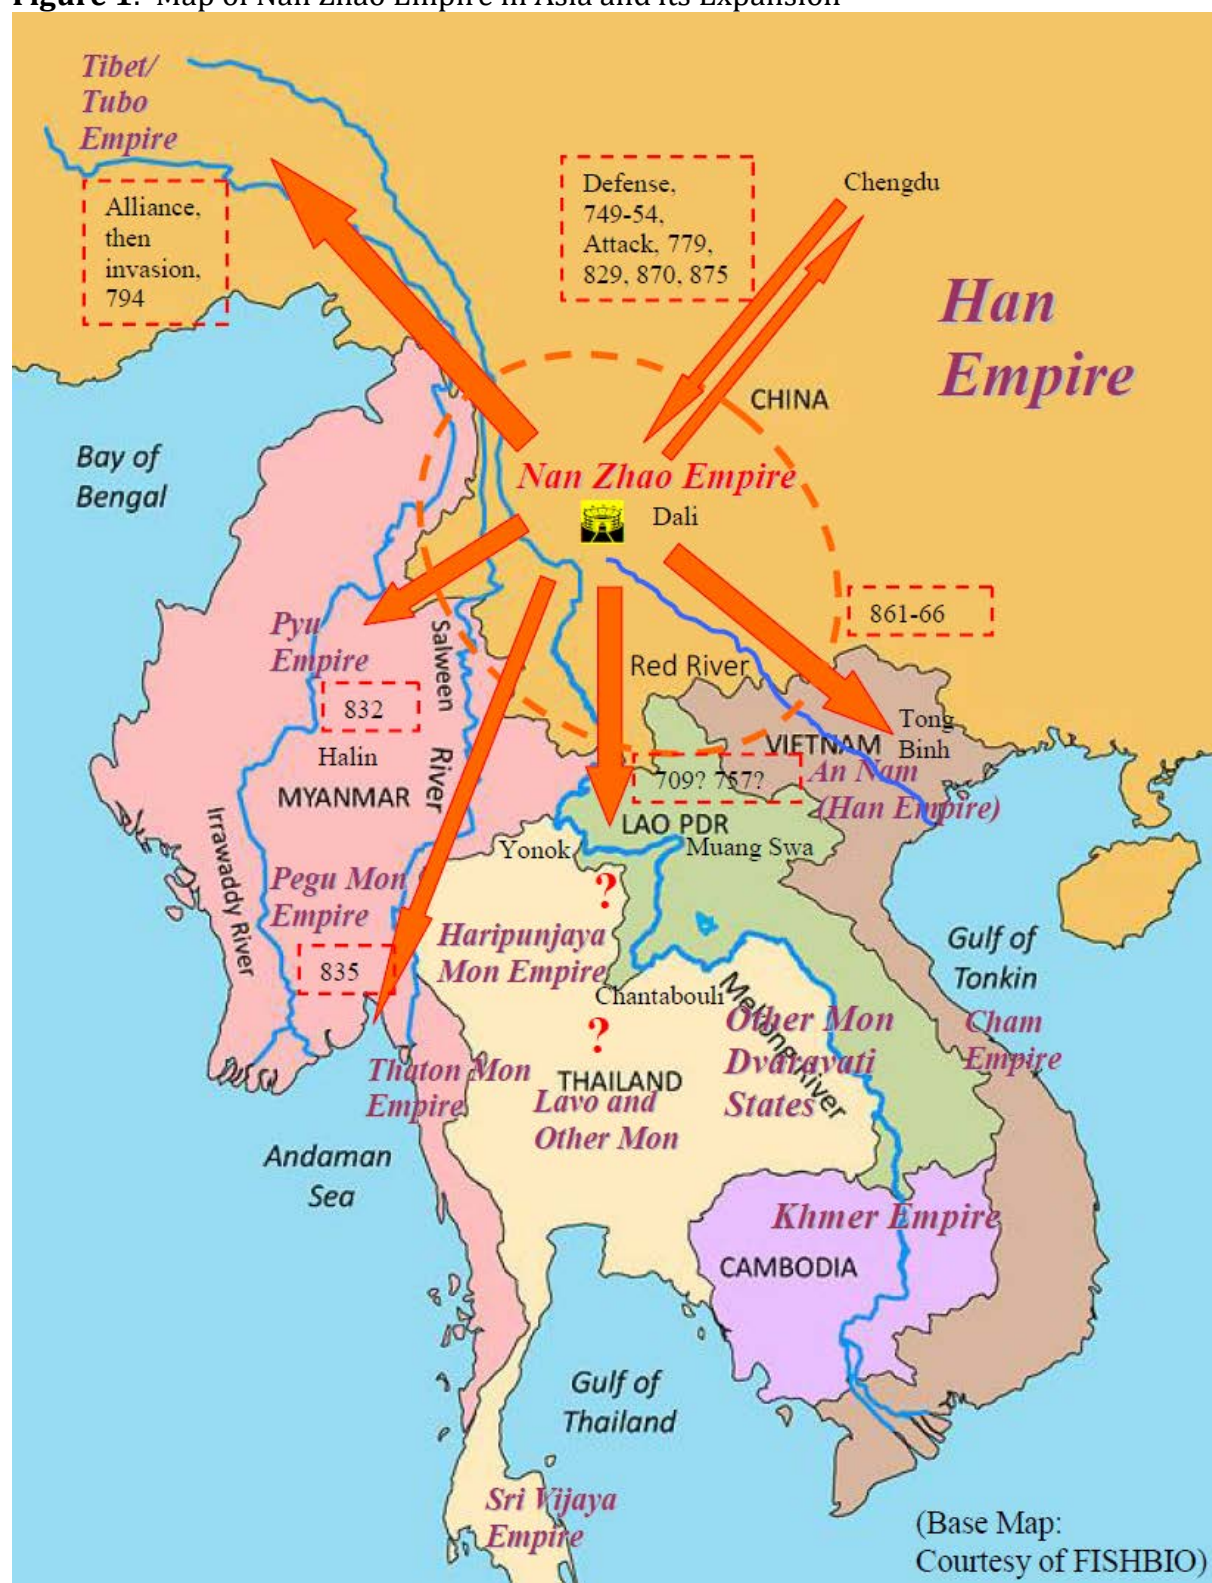 Figure 1. Map of Nan Zhao Empire in Asia and its Expansion
Tibet/
Tubo
Empire
Alliance,
then
invasion,
794
Defense,
749-54,
Attack, 779,
829, 870, 875
Chengdu
Han
Empire
CHINA
Bay of
Bengal
Nan Zhao Empire
Dali
861-66
Pyu
Empire
Salween
River
832
Halin
MYANMAR
Irrawaddy River
Red River
Tong
Binh
VIETNAM
An Nam
(Han Empire)
709? 757?
LAO PDR
Muang Swa
Yonok
?
Pegu Mon
Empire
835
Haripunjaya
Mon Empire
Chantabouli
?
Mekong River
Other Mon
Dvaravati
States
Gulf of
Tonkin
Cham
Empire
Thaton Mon
Empire
THAILAND
Lavo and
Other Mon
Andaman
Sea
Khmer Empire
CAMBODIA
Gulf of
Thailand
Sri Vijaya
Empire
(Base Map:
Courtesy of FISHBIO)